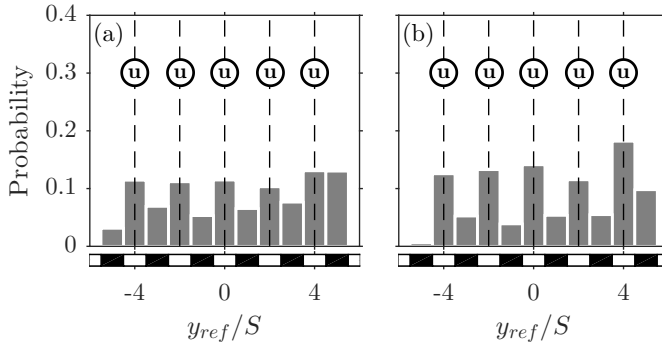 0.4
(a)
(b)
0.3
u u u u u
u u u u u
0.2
0.1
0
Probability
-4 0 4
-4 0 4
y_ref/S
y_ref/S